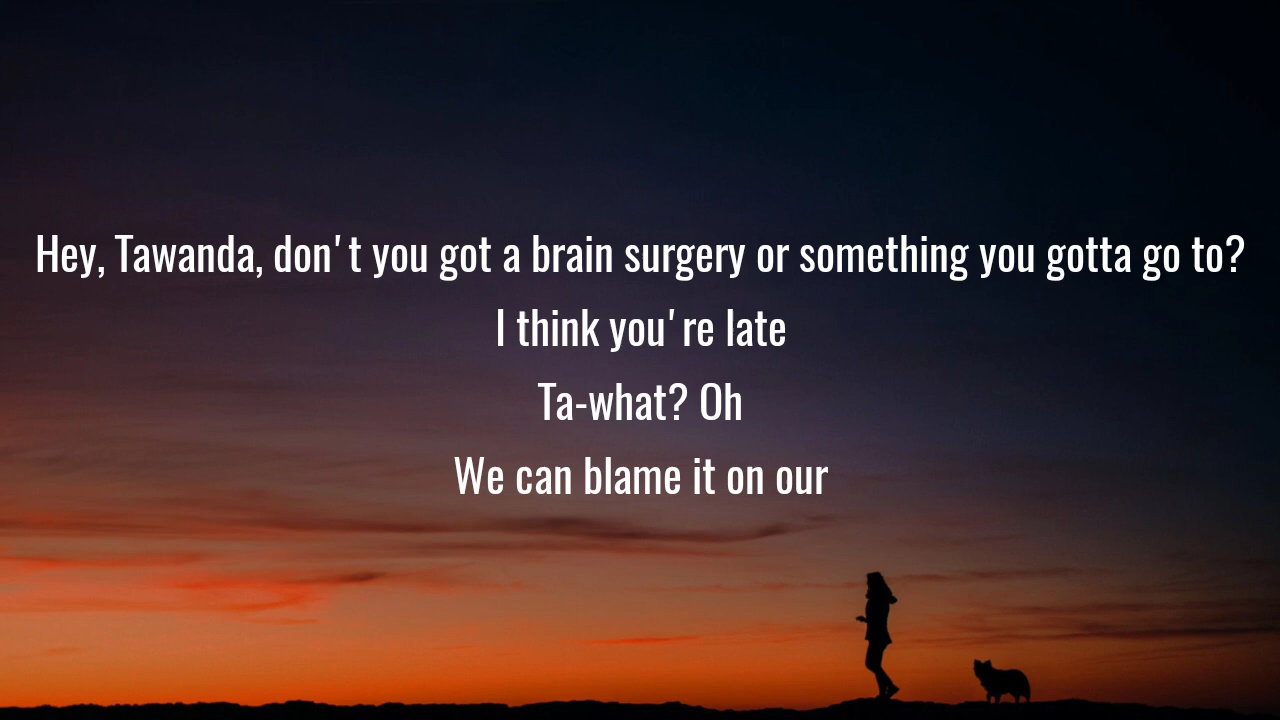 Hey, Tawanda, don't you got a brain surgery or something you gotta go to?
I think you're late
Ta-what? Oh
We can blame it on our